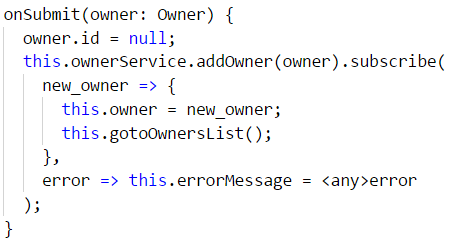 onSubmit(owner: Owner) {
  owner.id = null;
  this.ownerService.addOwner(owner).subscribe(
    new_owner => {
      this.owner = new_owner;
      this.gotoOwnersList();
    },
    error => this.errorMessage = <any>error
  );
}